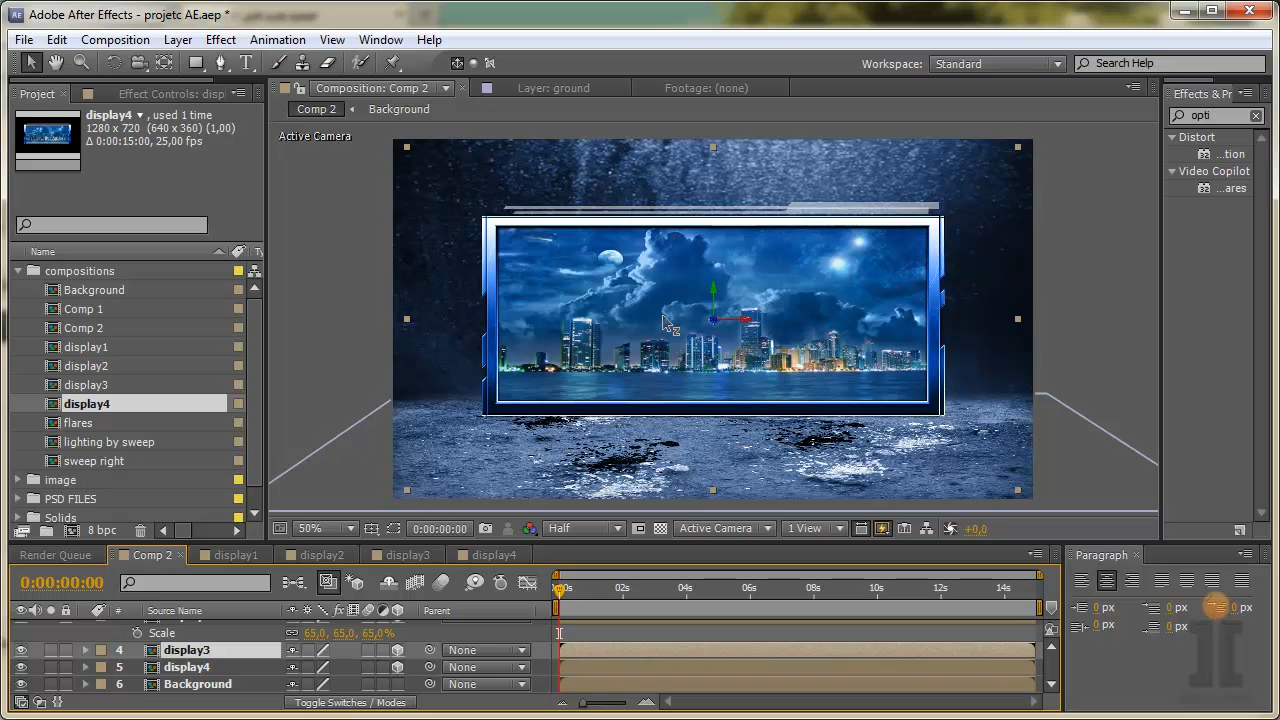 Adobe After Effects - projetc AE.aep *
File Edit Composition Layer Effect Animation View Window Help
Workspace: Standard Search Help
Project Effect Controls: disp
Composition: Comp 2 Layer: ground Footage: (none)
Effects & Pr
display4 , used 1 time
1280 x 720 (640 x 360) (1,00)
Δ 0:00:15:00, 25,00 fps
Comp 2 Background
opti
Active Camera
Distort
...tion
Video Copilot
...ares
Name Ty
compositions
Background
Comp 1
Comp 2
display1
display2
display3
display4
flares
lighting by sweep
sweep right
image
PSD FILES
Solids
8 bpc
50% 0:00:00:00 Half Active Camera 1 View +0,0
Render Queue Comp 2 display1 display2 display3 display4
Paragraph
0:00:00:00
02s 04s 06s 08s 10s 12s 14s
# Source Name fx Parent
0 px 0 px 0 px
0 px 0 px
Scale 65,0, 65,0, 65,0%
4 display3 None
5 display4 None
6 Background None
Toggle Switches / Modes